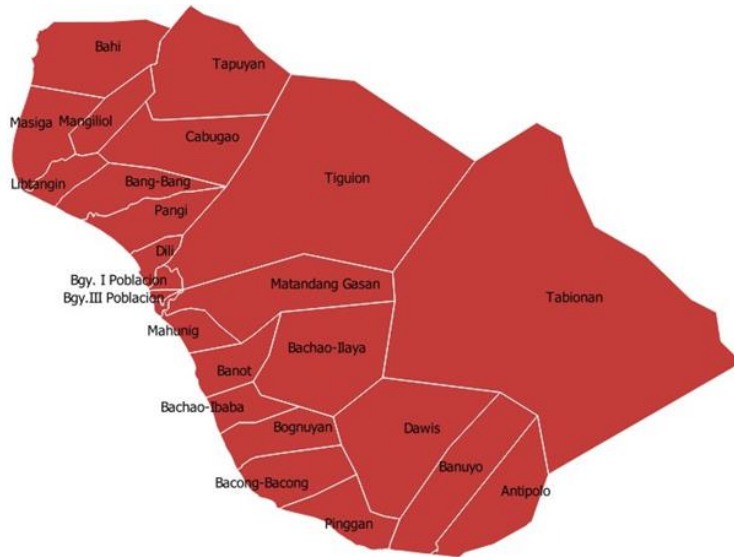 Bahi
Tapuyan
Masiga
Mangiliol
Cabugao
Libtangin
Bang-Bang
Tiguion
Pangi
Dili
Bgy. I Poblacion
Matandang Gasan
Bgy.III Poblacion
Tabionan
Mahunig
Bachao-Ilaya
Banot
Bachao-Ibaba
Bognuyan
Dawis
Banuyo
Bacong-Bacong
Antipolo
Pinggan